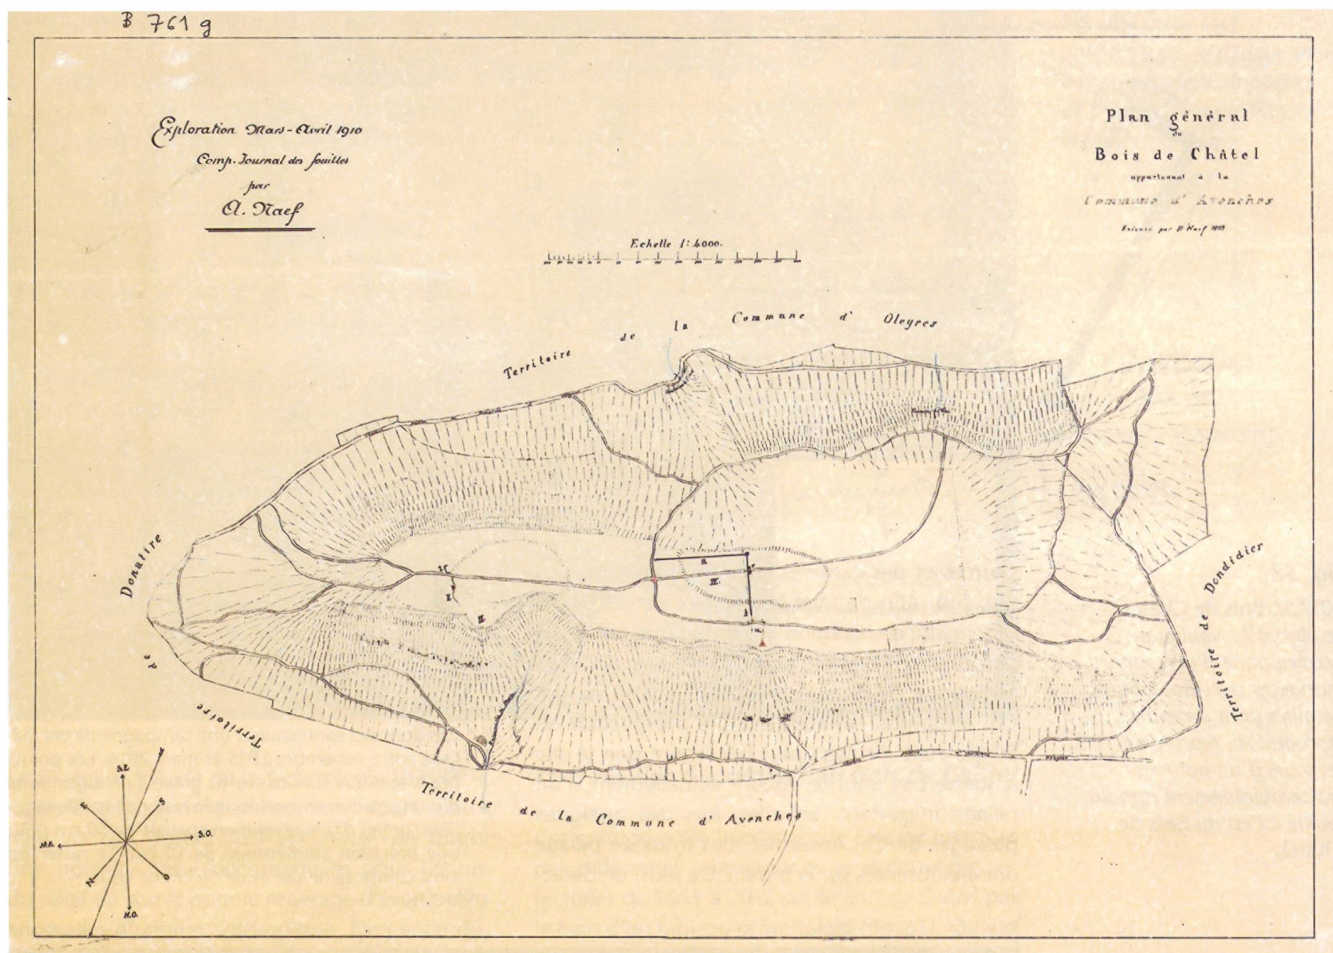 B 761 g
Exploration Mars - Avril 1910
Comp. Journal des fouilles
par
A. Naef
Plan général
du
Bois de Châtel
appartenant à la
Commune d' Avenches
Echelle 1:4000.
Territoire de la Commune d' Oleyres
Donatire
de
Territoire
Territoire de Dondidier
Territoire de la Commune d' Avenches
S.E.
E
S
S.O.
N.E.
N
O
N.O.